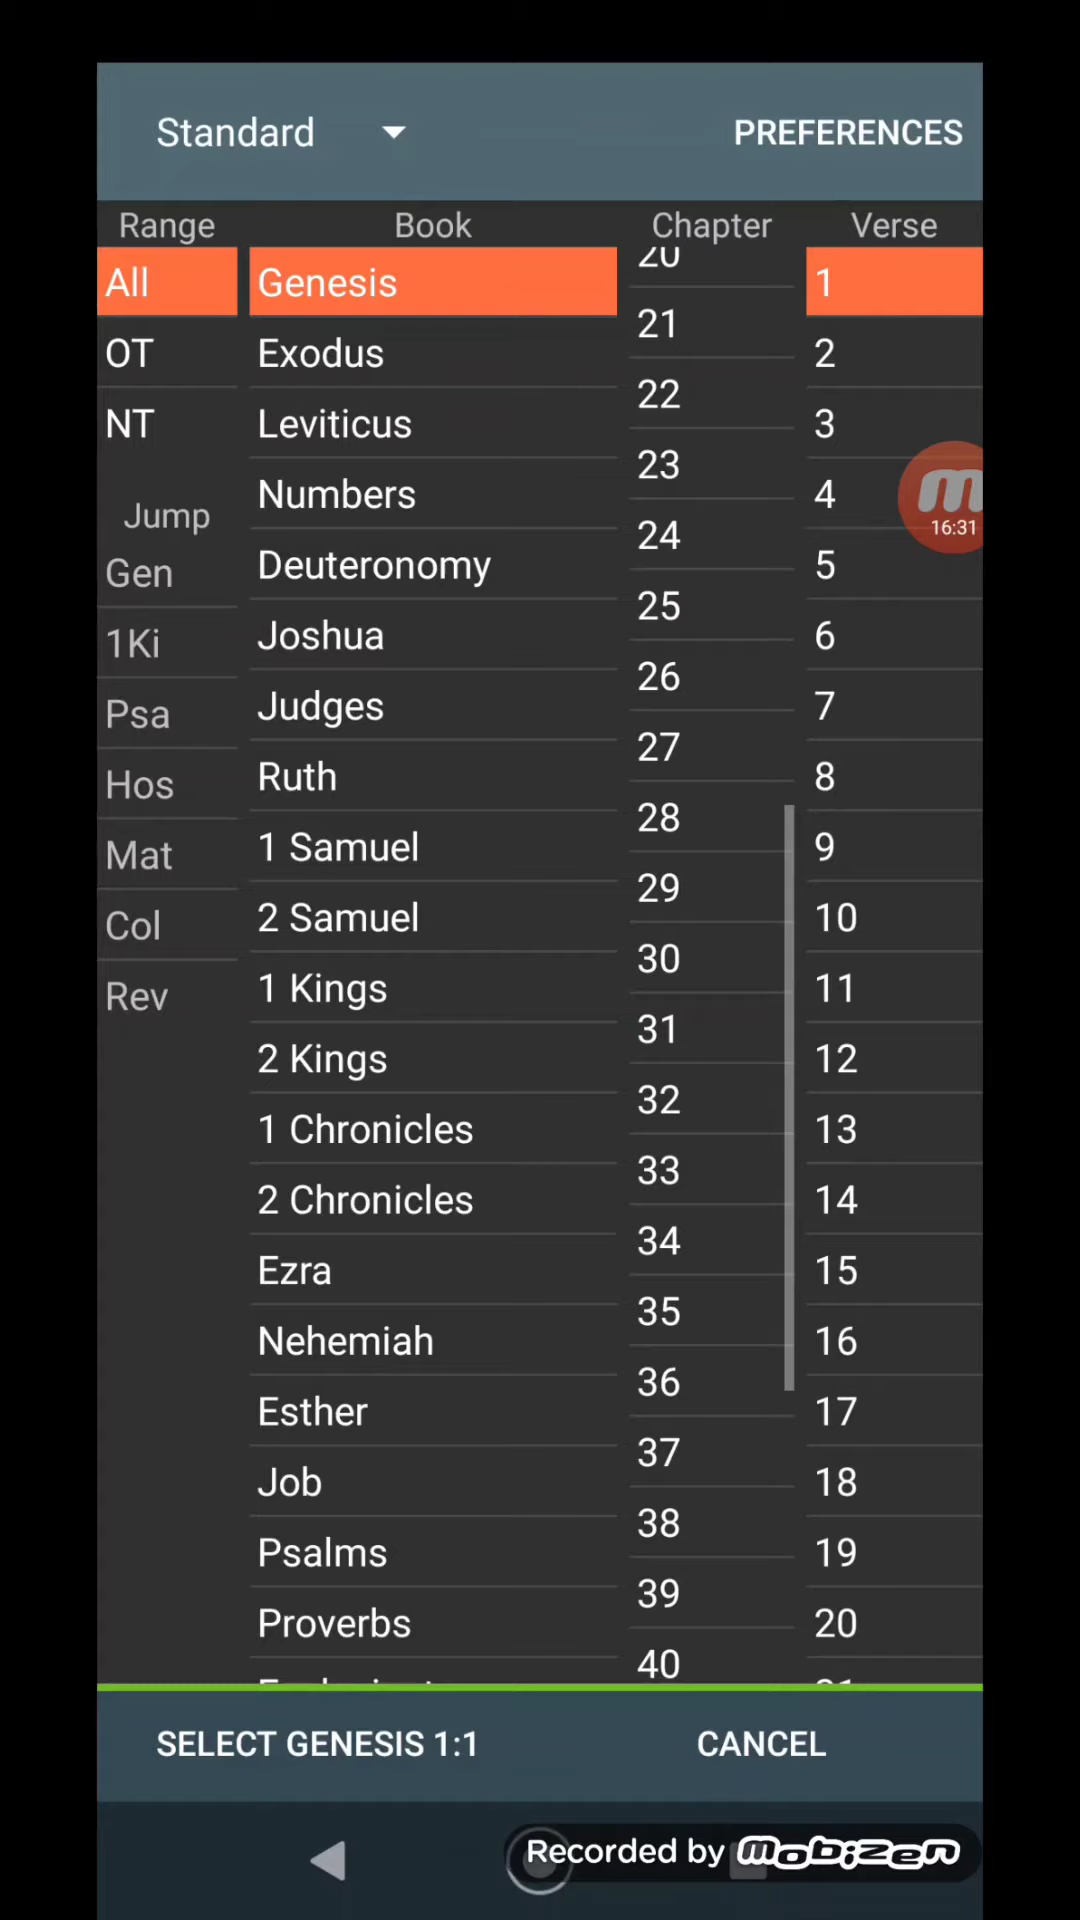 Standard PREFERENCES
Range Book Chapter Verse
All Genesis 20 1
OT Exodus 21 2
NT Leviticus 22 3
Numbers 23 4
Jump
Gen Deuteronomy 24 5
1Ki Joshua 25 6
Psa Judges 26 7
Hos Ruth 27 8
Mat 1 Samuel 28 9
Col 2 Samuel 29 10
Rev 1 Kings 30 11
2 Kings 31 12
1 Chronicles 32 13
2 Chronicles 33 14
Ezra 34 15
Nehemiah 35 16
Esther 36 17
Job 37 18
Psalms 38 19
Proverbs 39 20
40
m
16:31
SELECT GENESIS 1:1 CANCEL
Recorded by mobizen